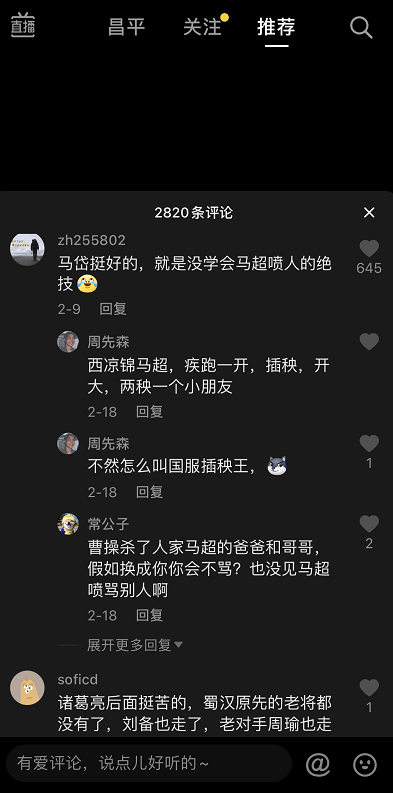 直播
昌平
关注
推荐
2820条评论
zh255802
马岱挺好的，就是没学会马超喷人的绝
技
645
2-9 回复
周先森
西凉锦马超，疾跑一开，插秧，开
大，两秧一个小朋友
2-18 回复
周先森
不然怎么叫国服插秧王，
1
2-18 回复
常公子
曹操杀了人家马超的爸爸和哥哥，
假如换成你你会不骂？也没见马超
喷骂别人啊
2
2-18 回复
展开更多回复
soficd
诸葛亮后面挺苦的，蜀汉原先的老将都
没有了，刘备也走了，老对手周瑜也走
1
有爱评论，说点儿好听的～
@